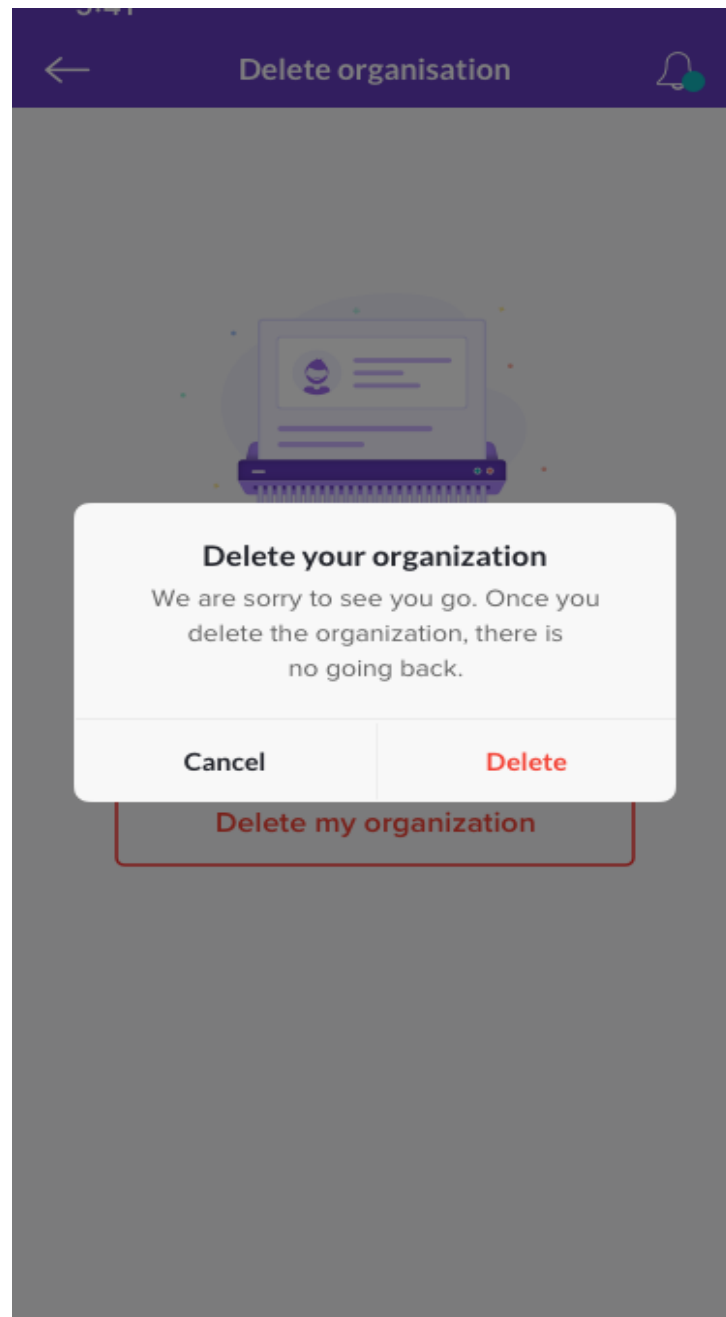 Delete organisation
Delete your organization
We are sorry to see you go. Once you
delete the organization, there is
no going back.
Cancel
Delete
Delete my organization